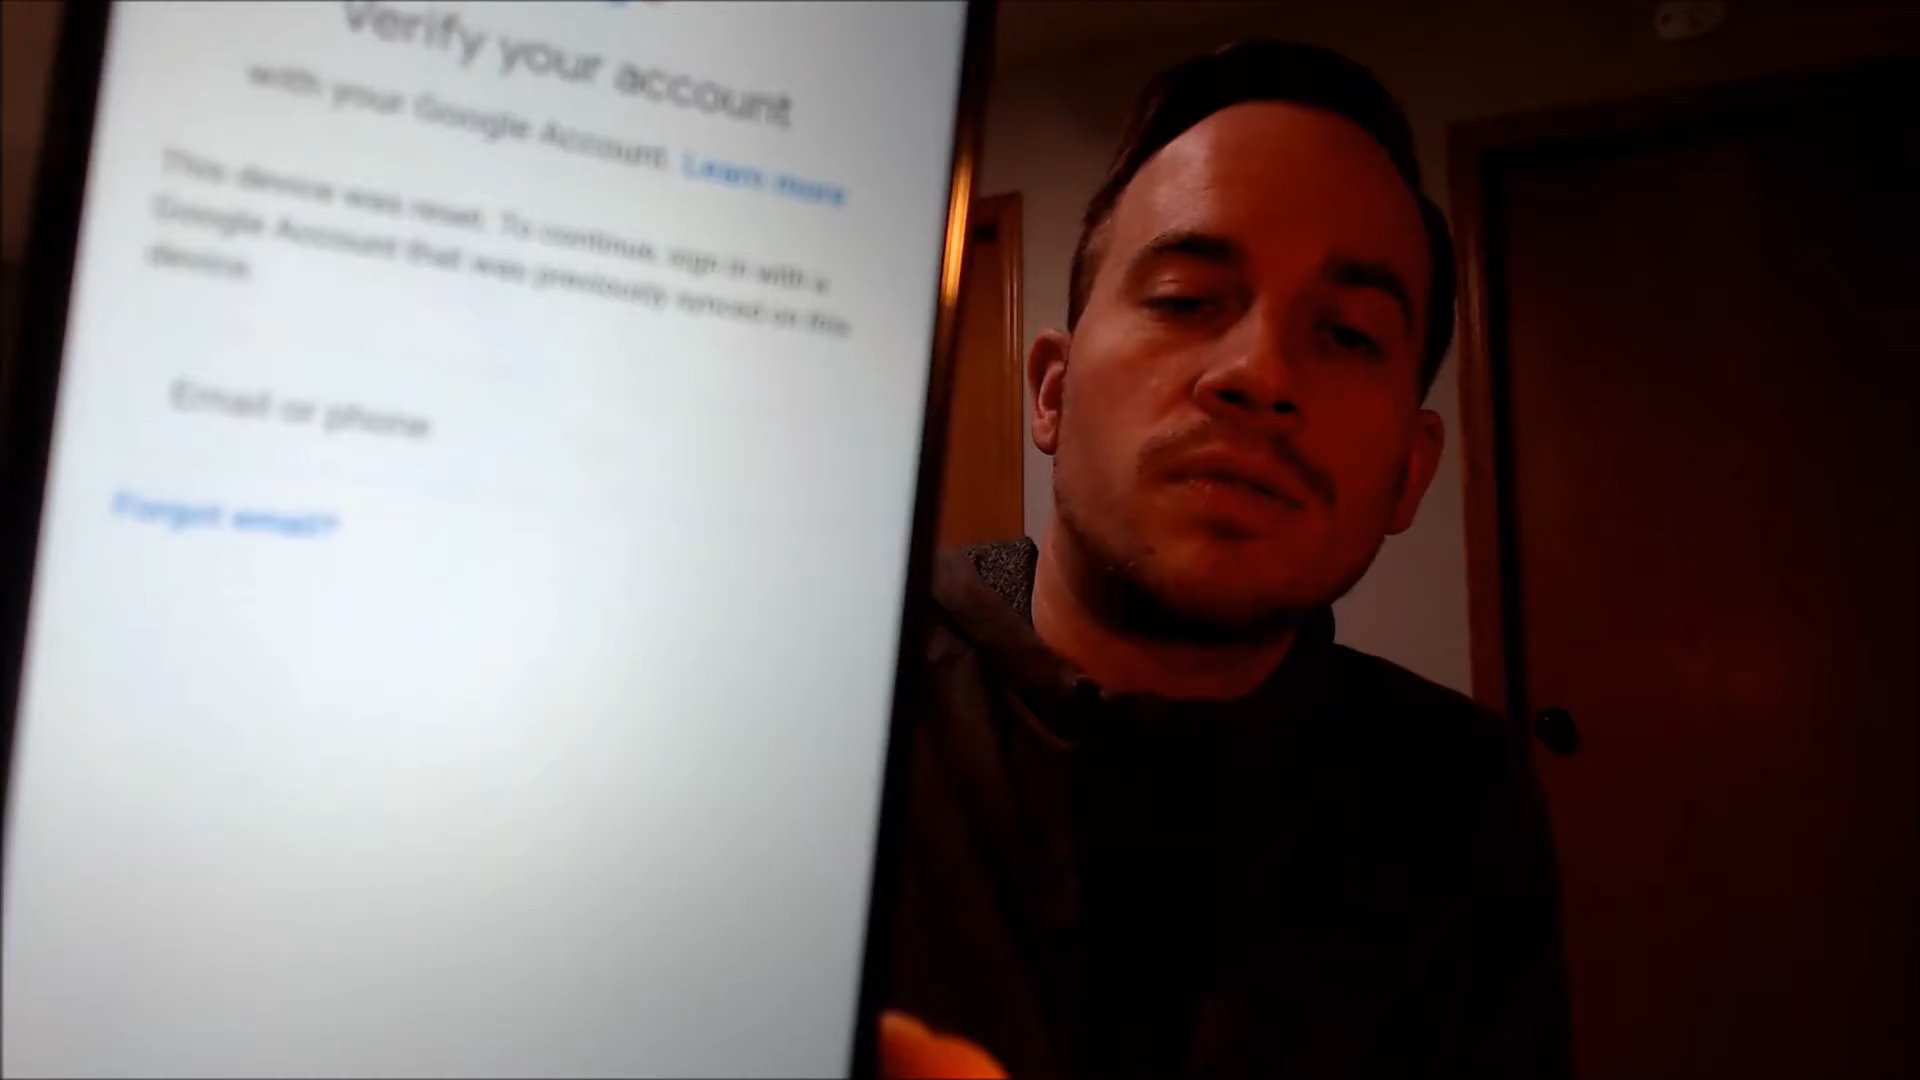 Verify your account
with your Google Account. Learn more
This device was reset. To continue, sign in with a
Google Account that was previously synced on this
device.
Email or phone
Forgot email?